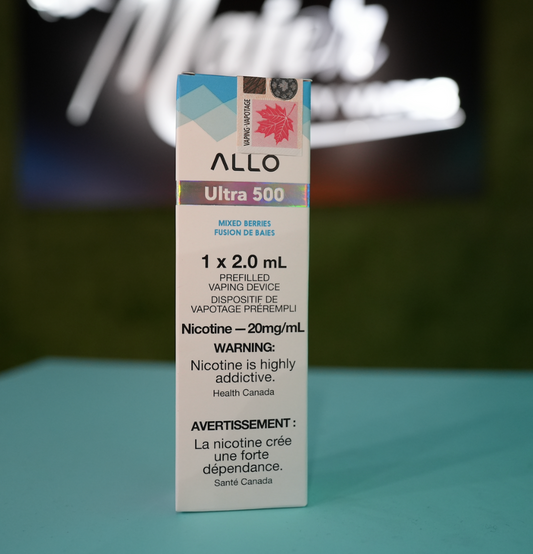 VAPING·VAPOTAGE
ALLO
Ultra 500
MIXED BERRIES
FUSION DE BAIES
1 x 2.0 mL
PREFILLED
VAPING DEVICE
DISPOSITIF DE
VAPOTAGE PRÉREMPLI
Nicotine — 20mg/mL
WARNING:
Nicotine is highly
addictive.
Health Canada
AVERTISSEMENT :
La nicotine crée
une forte
dépendance.
Santé Canada